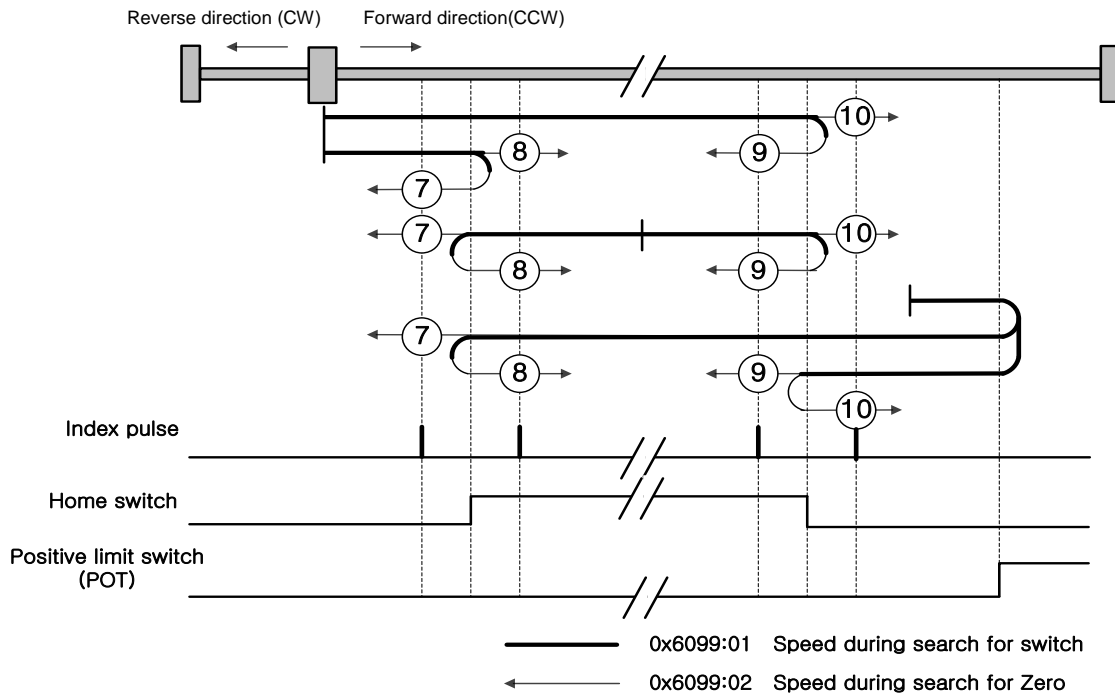 Reverse direction (CW) Forward direction(CCW)
10
8 9
7
7 10
8 9
7
8 9
10
Index pulse
Home switch
Positive limit switch
(POT)
0x6099:01 Speed during search for switch
0x6099:02 Speed during search for Zero